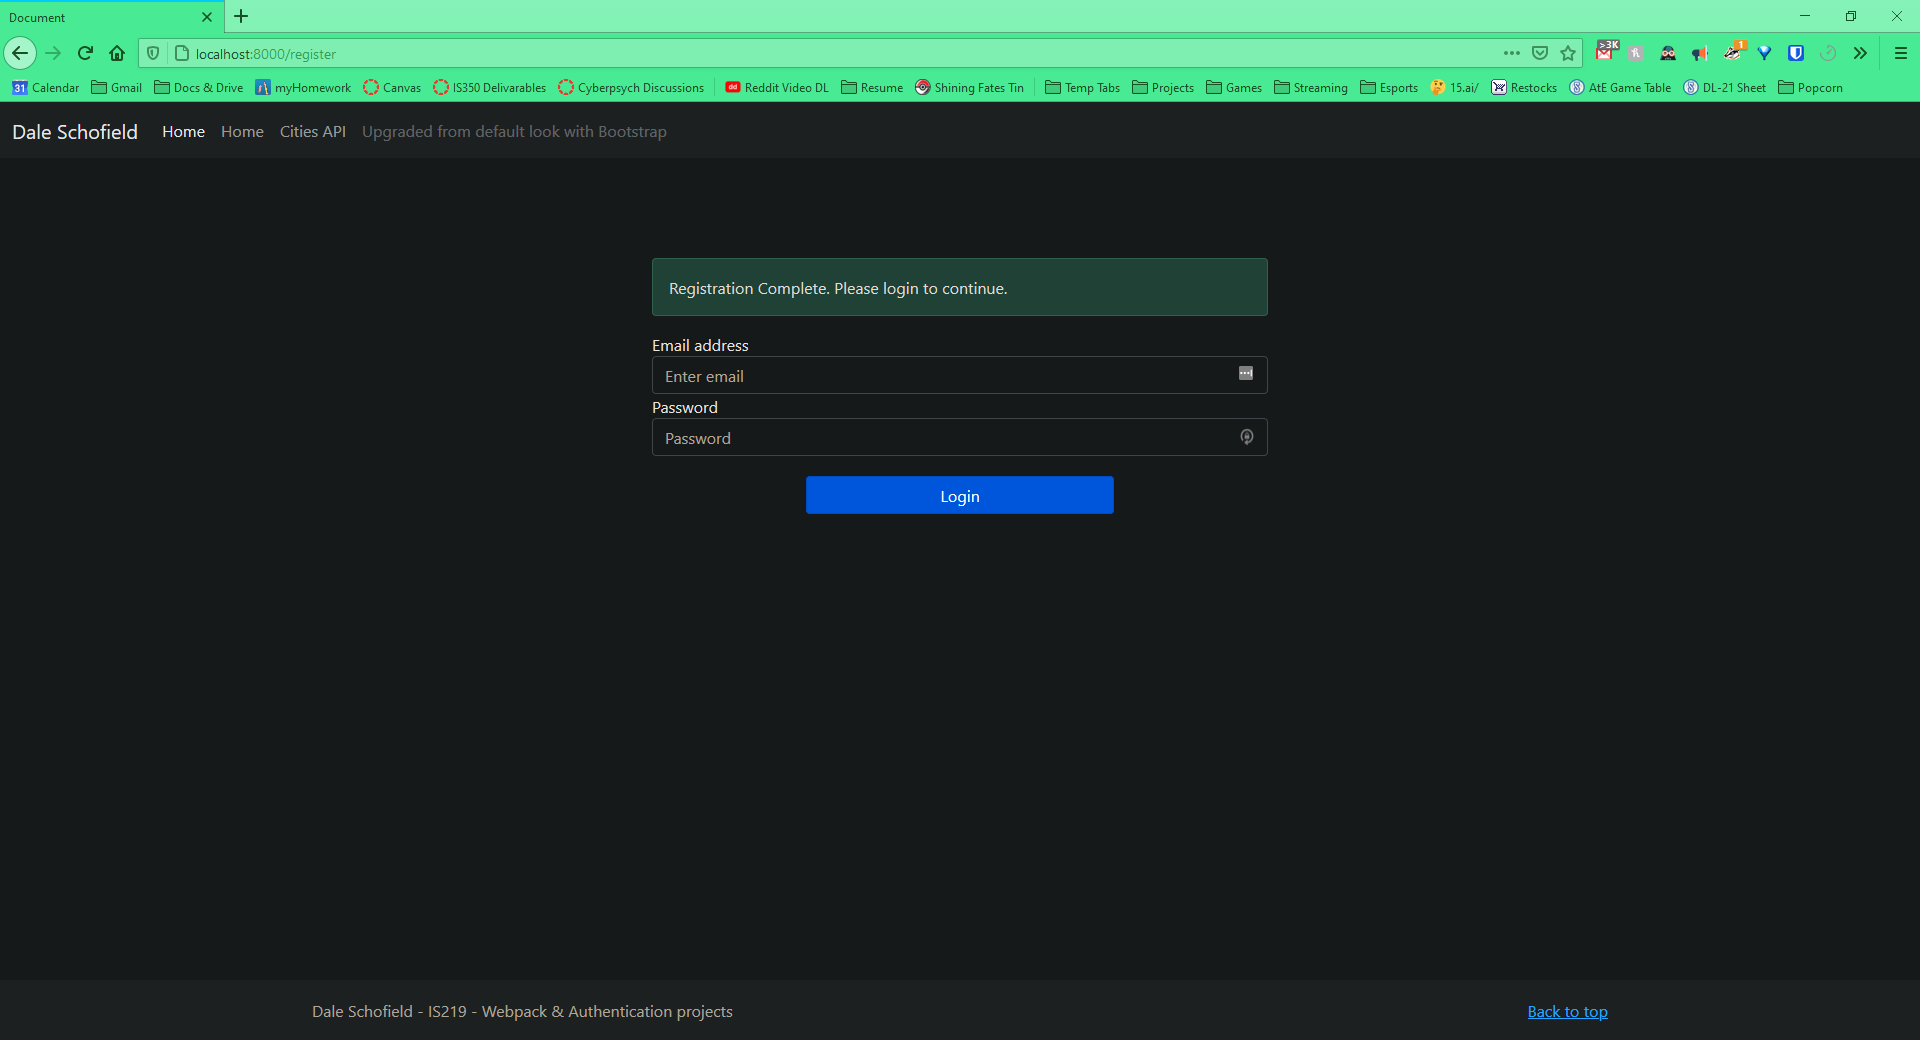 Document
localhost:8000/register
>3K
1
31 Calendar Gmail Docs & Drive myHomework Canvas IS350 Delivarables Cyberpsych Discussions dd Reddit Video DL Resume Shining Fates Tin Temp Tabs Projects Games Streaming Esports 15.ai/ Restocks AtE Game Table DL-21 Sheet Popcorn
Dale Schofield Home Home Cities API Upgraded from default look with Bootstrap
Registration Complete. Please login to continue.
Email address
Enter email
Password
Password
Login
Dale Schofield - IS219 - Webpack & Authentication projects Back to top